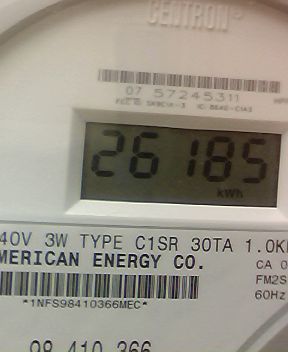 CENTRON
07 57245311
26185
kWh
40V 3W TYPE C1SR 30TA 1.0K
MERICAN ENERGY CO.
CA 0
FM2S
60Hz
*1NFS98410366MEC*
98 410 366